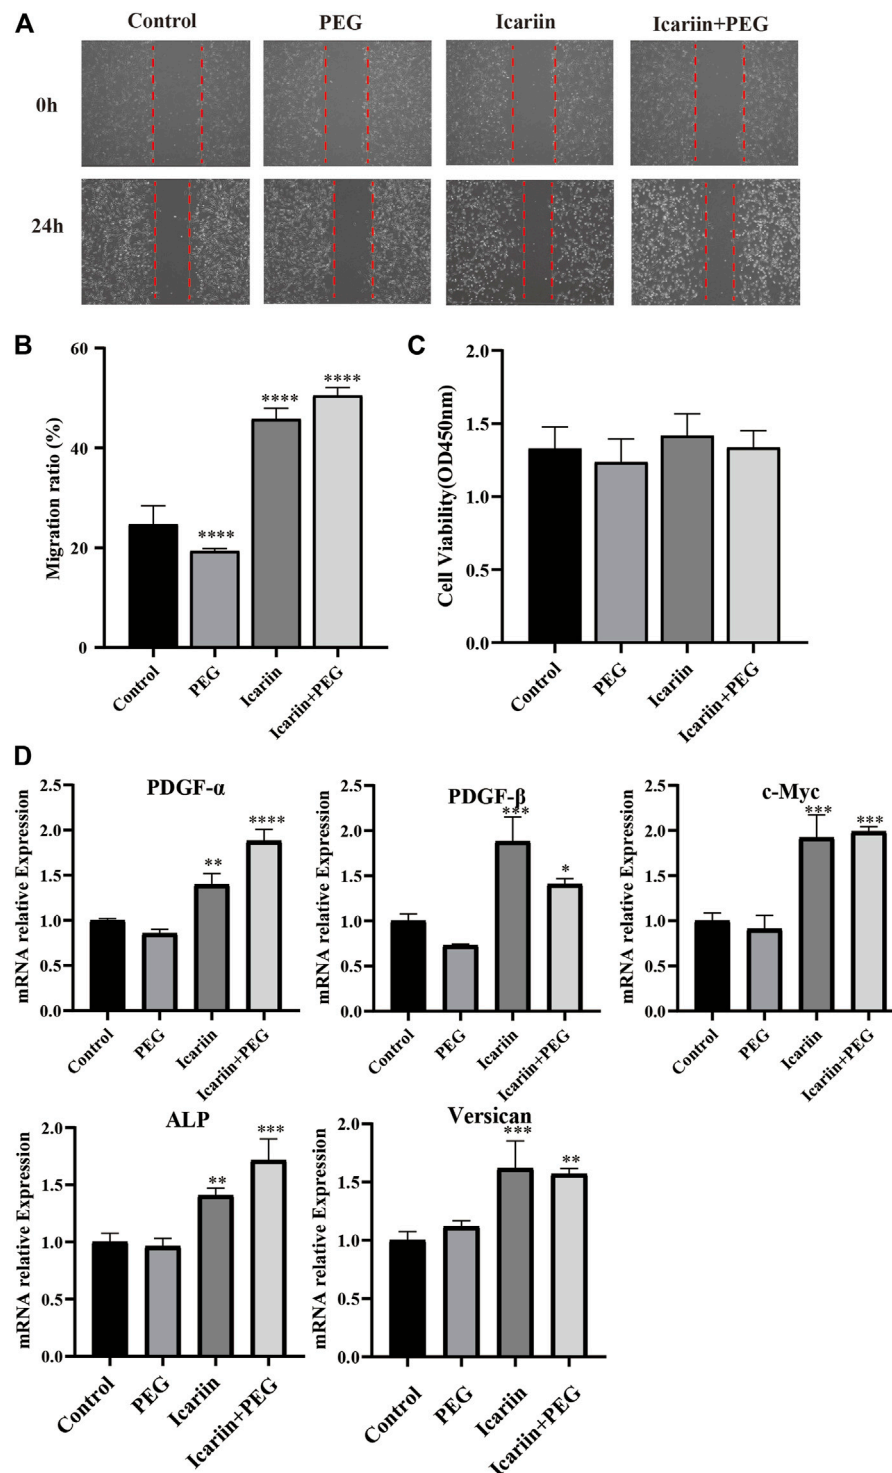 A
Control
PEG
Icariin
Icariin+PEG
0h
24h
B
Migration ratio (%)
60
40
20
0
****
****
****
Control
PEG
Icariin
Icariin+PEG
C
Cell Viability(OD450nm)
2.0
1.5
1.0
0.5
0.0
Control
PEG
Icariin
Icariin+PEG
D
PDGF-α
mRNA relative Expression
2.5
2.0
1.5
1.0
0.5
0.0
**
****
Control
PEG
Icariin
Icariin+PEG
PDGF-β
mRNA relative Expression
2.5
2.0
1.5
1.0
0.5
0.0
***
*
Control
PEG
Icariin
Icariin+PEG
c-Myc
mRNA relative Expression
2.5
2.0
1.5
1.0
0.5
0.0
***
***
Control
PEG
Icariin
Icariin+PEG
ALP
mRNA relative Expression
2.0
1.5
1.0
0.5
0.0
**
***
Control
PEG
Icariin
Icariin+PEG
Versican
mRNA relative Expression
2.0
1.5
1.0
0.5
0.0
***
**
Control
PEG
Icariin
Icariin+PEG